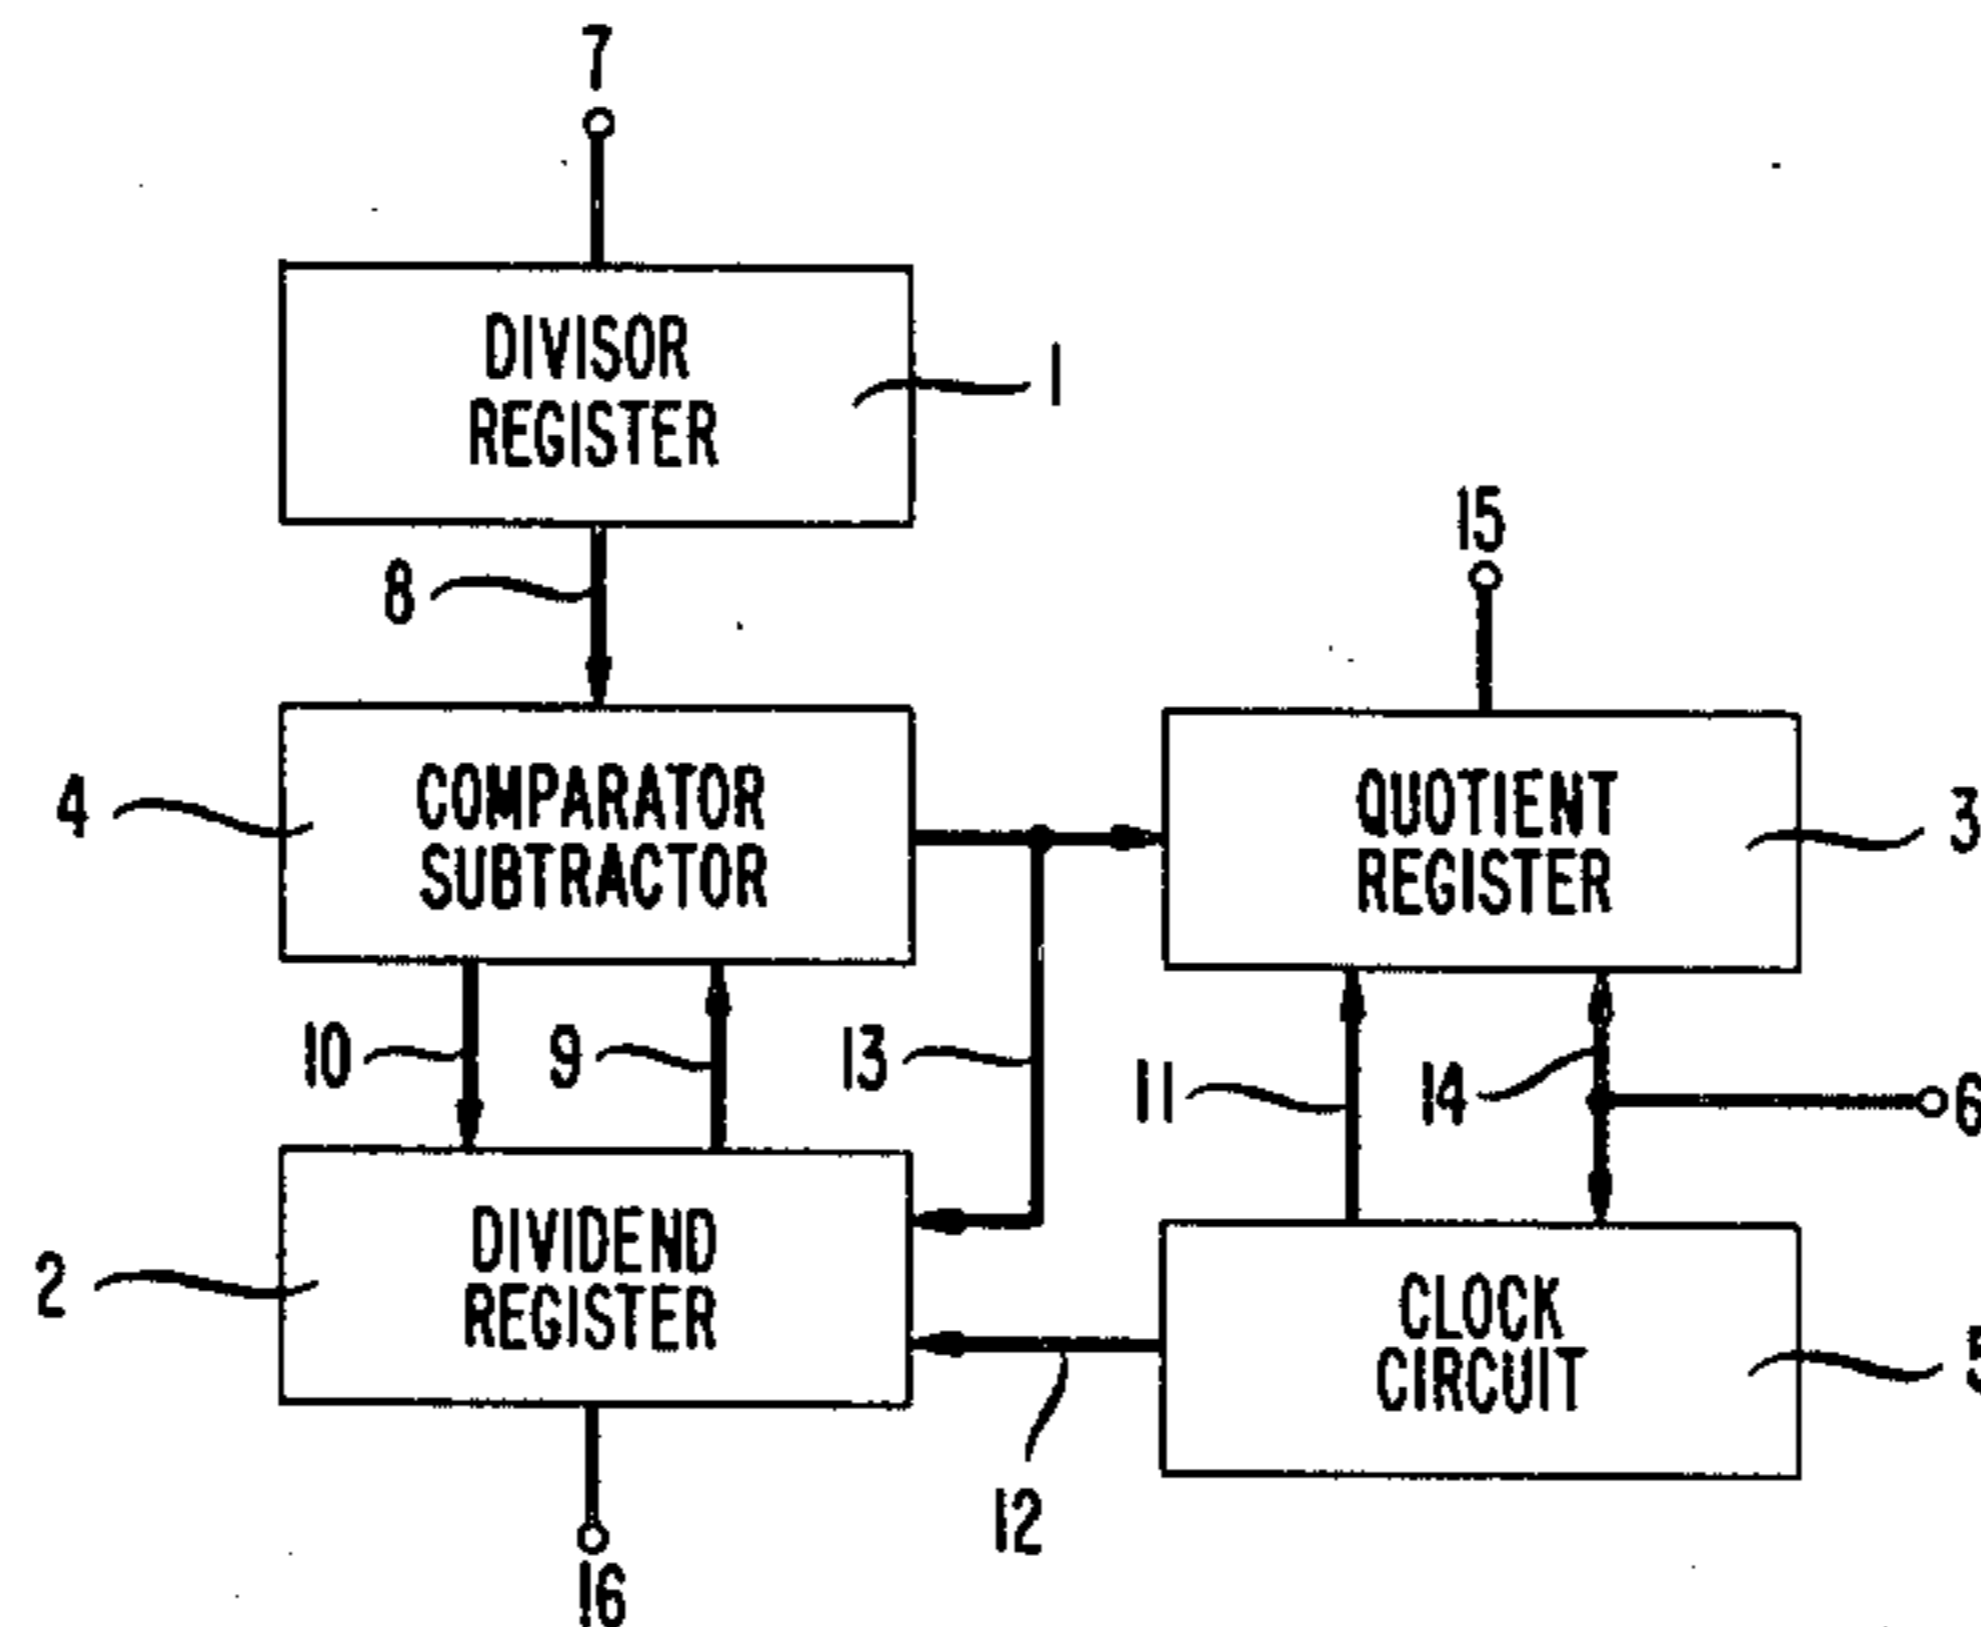 7
DIVISOR
REGISTER
1
8
15
4
COMPARATOR
SUBTRACTOR
QUOTIENT
REGISTER
3
10
9
13
11
14
6
2
DIVIDEND
REGISTER
CLOCK
CIRCUIT
5
12
16